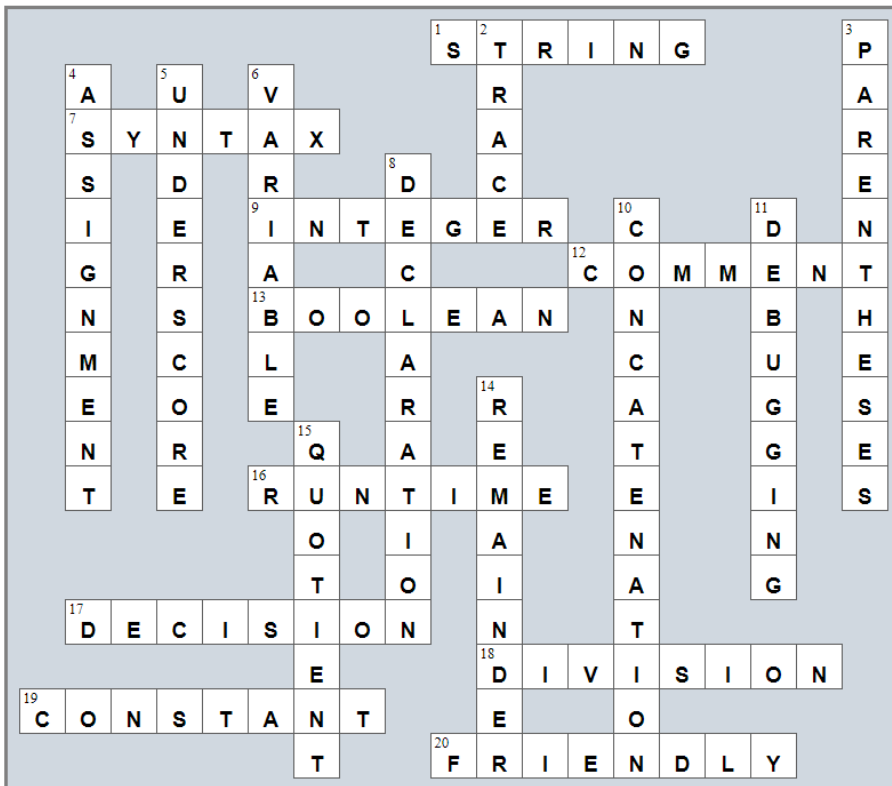 1 S 2 T R I N G 3 P
4 A 5 U 6 V R A
7 S Y N T A X A R
S D R 8 D C E
I E 9 I N T E G E R 10 C 11 D N
G R A C 12 C O M M E N T
N S 13 B O O L E A N N B H
M C L A C U E
E O E R 14 R A G S
N R 15 Q A E T G E
T E 16 R U N T I M E E I S
O I A N N
T O I A G
17 D E C I S I O N N T
E 18 D I V I S I O N
19 C O N S T A N T E O
T 20 F R I E N D L Y